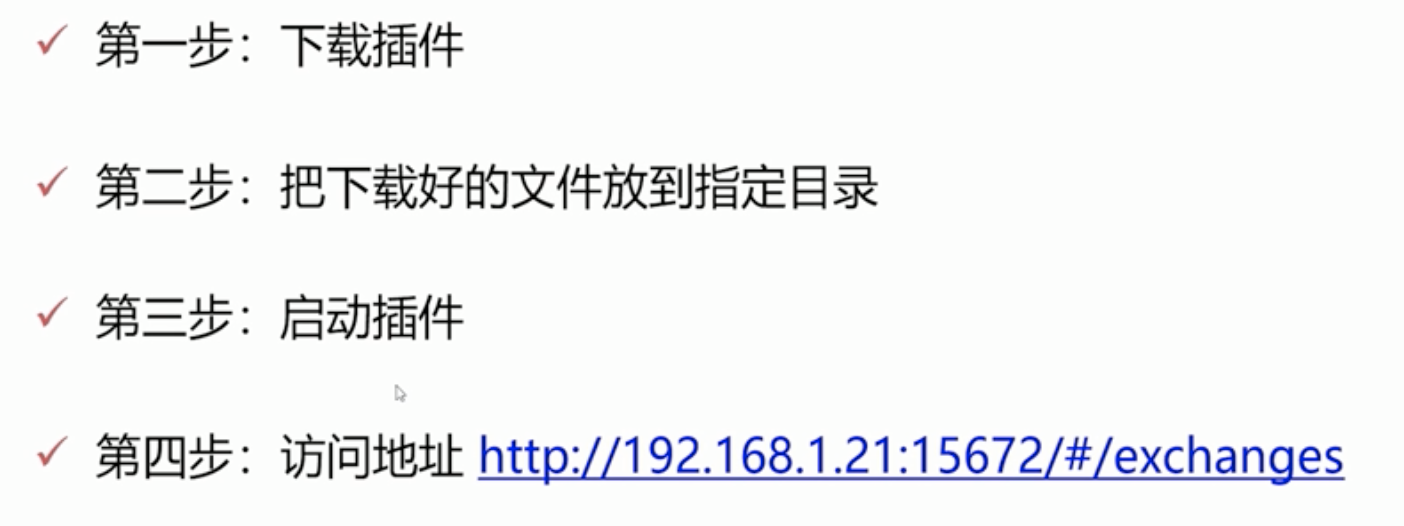 ✓ 第一步：下载插件
✓ 第二步：把下载好的文件放到指定目录
✓ 第三步：启动插件
✓ 第四步：访问地址 http://192.168.1.21:15672/#/exchanges